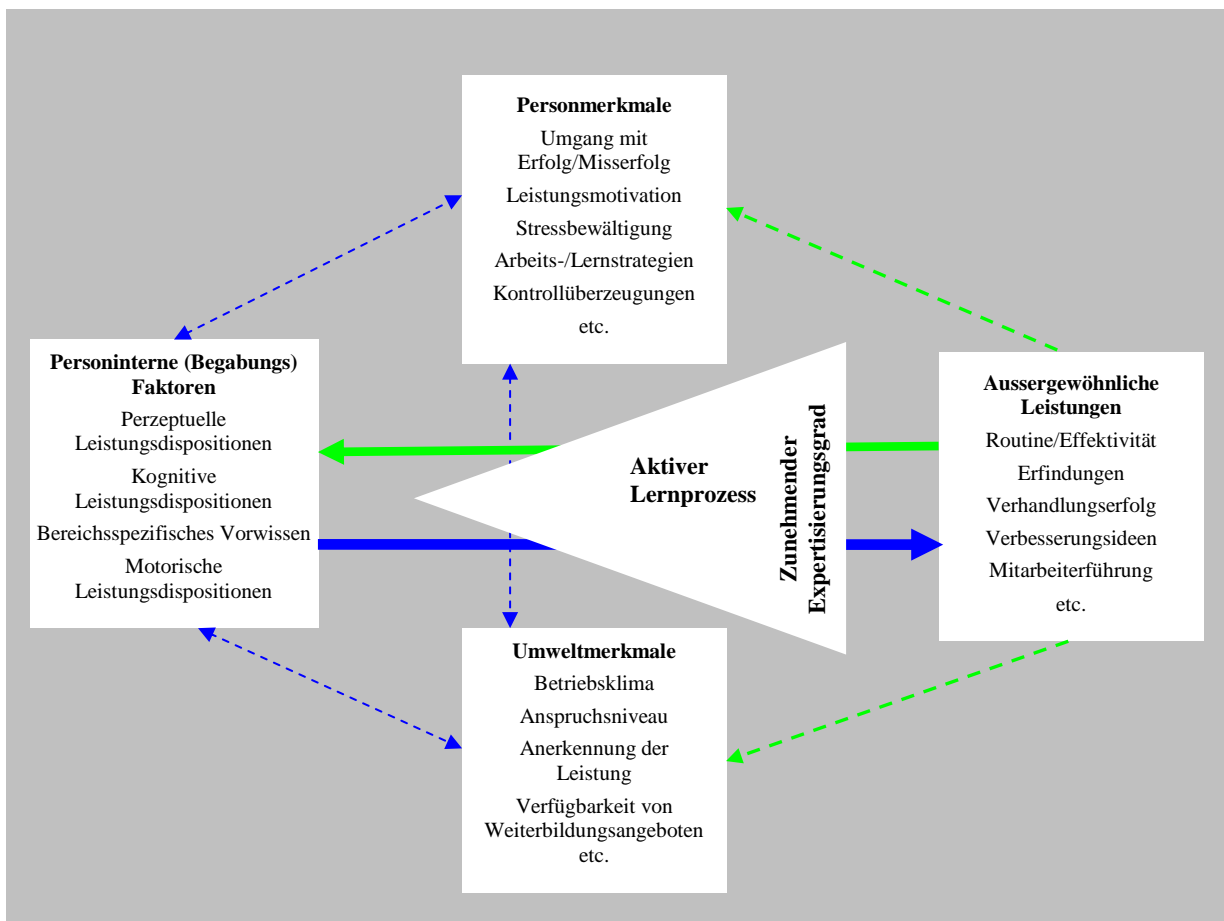 Personmerkmale
Umgang mit
Erfolg/Misserfolg
Leistungsmotivation
Stressbewältigung
Arbeits-/Lernstrategien
Kontrollüberzeugungen
etc.
Personinterne (Begabungs)
Faktoren
Perzeptuelle
Leistungsdispositionen
Kognitive
Leistungsdispositionen
Bereichsspezifisches Vorwissen
Motorische
Leistungsdispositionen
Aktiver
Lernprozess
Zunehmender
Expertisierungsgrad
Aussergewöhnliche
Leistungen
Routine/Effektivität
Erfindungen
Verhandlungserfolg
Verbesserungsideen
Mitarbeiterführung
etc.
Umweltmerkmale
Betriebsklima
Anspruchsniveau
Anerkennung der
Leistung
Verfügbarkeit von
Weiterbildungsangeboten
etc.